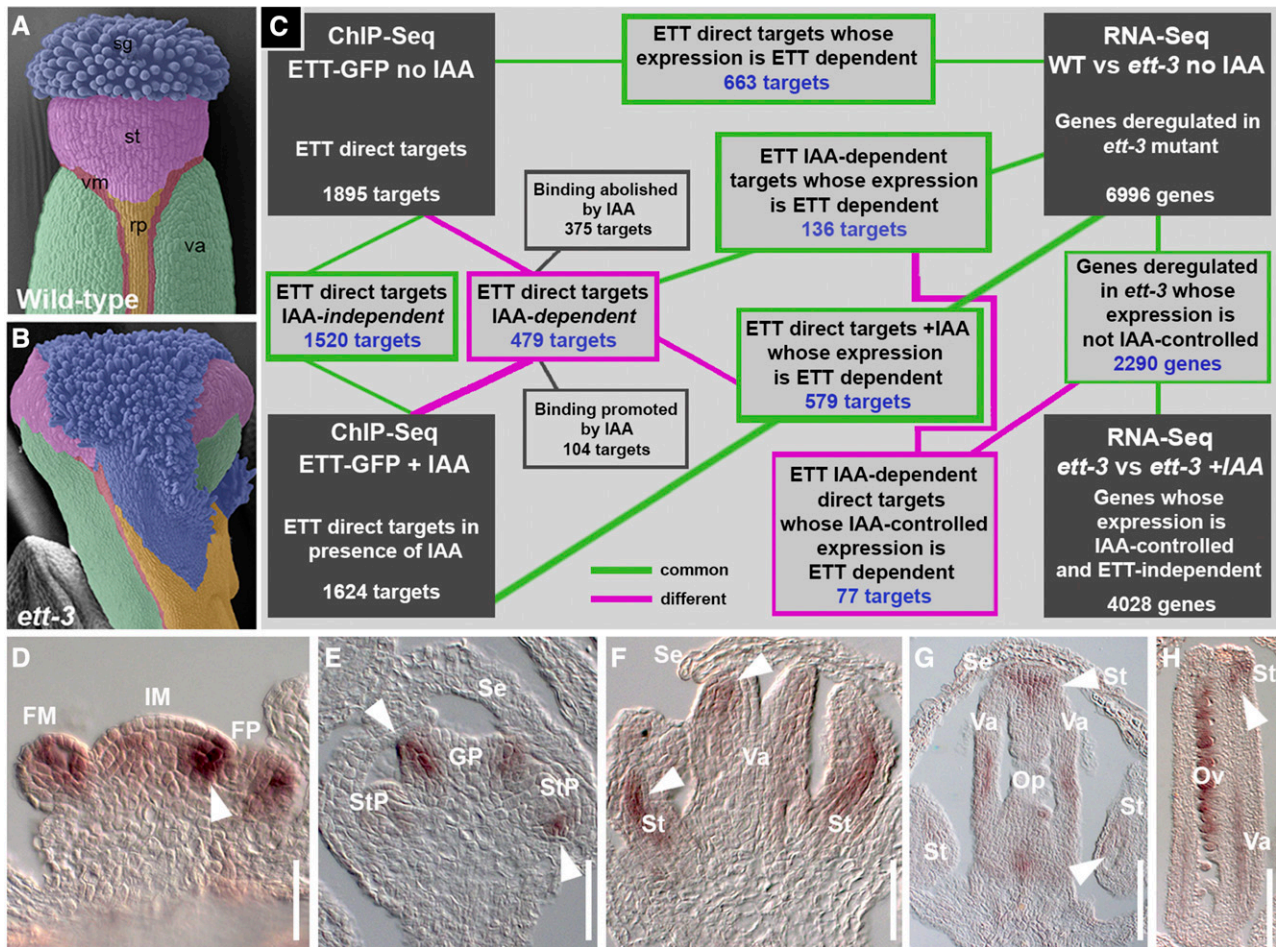 A
sg
st
vm
rp
va
Wild-type
B
ett-3
C
ChIP-Seq
ETT-GFP no IAA
ETT direct targets
1895 targets
ETT direct targets whose
expression is ETT dependent
663 targets
RNA-Seq
WT vs ett-3 no IAA
Genes deregulated in
ett-3 mutant
6996 genes
Binding abolished
by IAA
375 targets
ETT IAA-dependent
targets whose expression
is ETT dependent
136 targets
ETT direct targets
IAA-independent
1520 targets
ETT direct targets
IAA-dependent
479 targets
ETT direct targets +IAA
whose expression
is ETT dependent
579 targets
Genes deregulated
in ett-3 whose
expression is
not IAA-controlled
2290 genes
Binding promoted
by IAA
104 targets
ChIP-Seq
ETT-GFP + IAA
ETT direct targets in
presence of IAA
1624 targets
ETT IAA-dependent
direct targets
whose IAA-controlled
expression is
ETT dependent
77 targets
RNA-Seq
ett-3 vs ett-3 +IAA
Genes whose
expression is
IAA-controlled
and ETT-independent
4028 genes
common
different
D
FM
IM
FP
E
Se
GP
StP
StP
F
Se
Va
St
St
G
Se
St
Va
Va
Op
St
St
H
St
Ov
Va